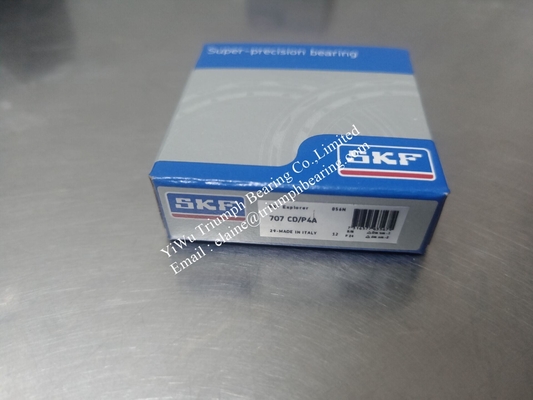 Super-precision bearing
SKF
SKF
Explorer
707 CD/P4A
MADE IN ITALY
YiWu Triumph Bearing Co.,Limited
Email : elaine@triumphbearing.com